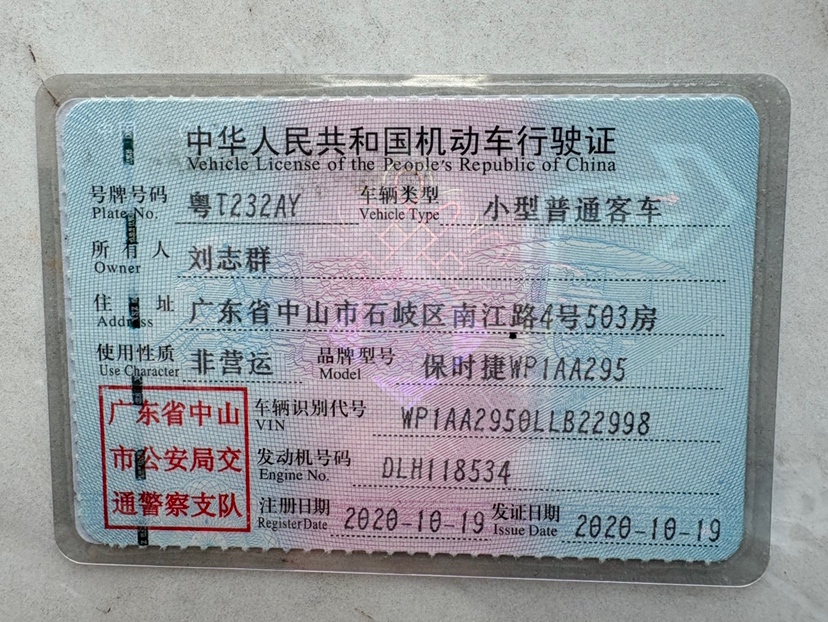 中华人民共和国机动车行驶证
Vehicle License of the People's Republic of China
号牌号码 粤T232AY 车辆类型 小型普通客车
Plate No. Vehicle Type
所有人 刘志群
Owner
住址 广东省中山市石岐区南江路4号503房
Address
使用性质 非营运 品牌型号 保时捷WP1AA295
Use Character Model
广东省中山
市公安局交
通警察支队
车辆识别代号 WP1AA2950LLB22998
VIN
发动机号码 DLH118534
Engine No.
注册日期 2020-10-19 发证日期 2020-10-19
Register Date Issue Date